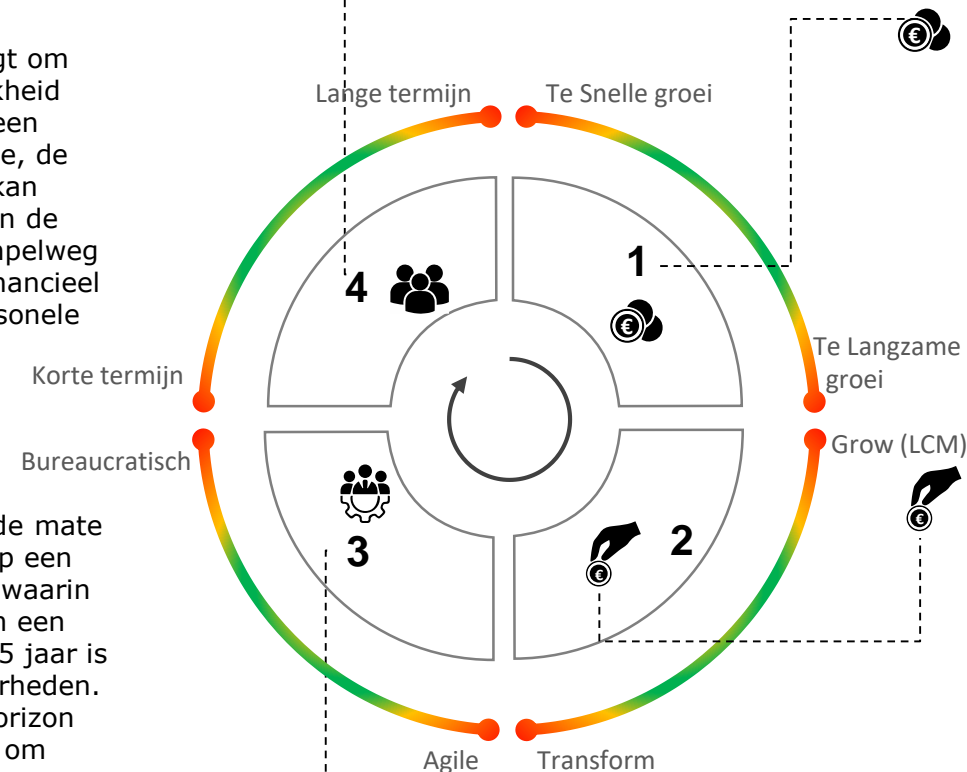 gt om
kheid
een
e, de
kan
n de
npelweg
nancieel
sonele
de mate
p een
waarin
n een
5 jaar is
rheden.
orizon
om
Lange termijn
Te Snelle groei
4
1
€
€
Korte termijn
Te Langzame
groei
Bureaucratisch
Grow (LCM)
3
2
€
€
Agile
Transform